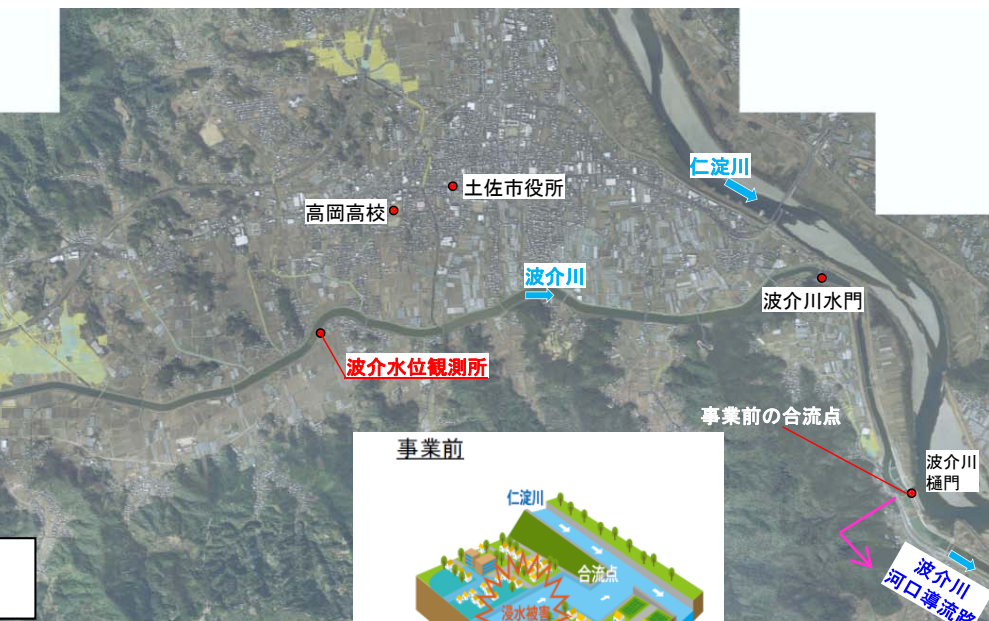 仁淀川
土佐市役所
高岡高校
波介川
波介川水門
波介水位観測所
事業前の合流点
事業前
波介川
樋門
仁淀川
合流点
浸水被害
波介川
河口導流路